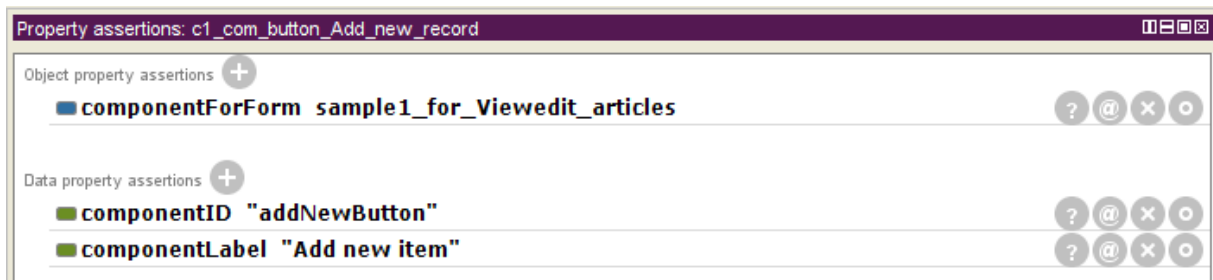 Property assertions: c1_com_button_Add_new_record
Object property assertions
componentForForm sample1_for_Viewedit_articles
Data property assertions
componentID "addNewButton"
componentLabel "Add new item"